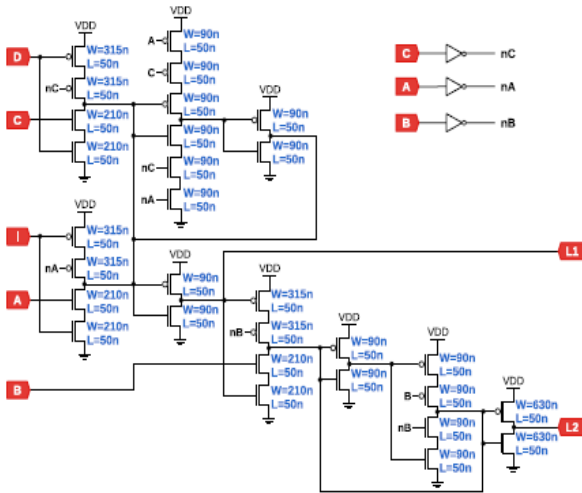 VDD
D
W=315n
L=50n
nC
W=315n
L=50n
C
W=210n
L=50n
W=210n
L=50n
VDD
A
W=90n
L=50n
C
W=90n
L=50n
W=90n
L=50n
W=90n
L=50n
nC
W=90n
L=50n
nA
W=90n
L=50n
VDD
W=90n
L=50n
W=90n
L=50n
C
nC
A
nA
B
nB
VDD
I
W=315n
L=50n
nA
W=315n
L=50n
A
W=210n
L=50n
W=210n
L=50n
VDD
W=90n
L=50n
W=90n
L=50n
L1
VDD
W=315n
L=50n
nB
W=315n
L=50n
W=210n
L=50n
W=210n
L=50n
B
VDD
W=90n
L=50n
W=90n
L=50n
VDD
W=90n
L=50n
B
W=90n
L=50n
nB
W=90n
L=50n
W=90n
L=50n
VDD
W=630n
L=50n
W=630n
L=50n
L2